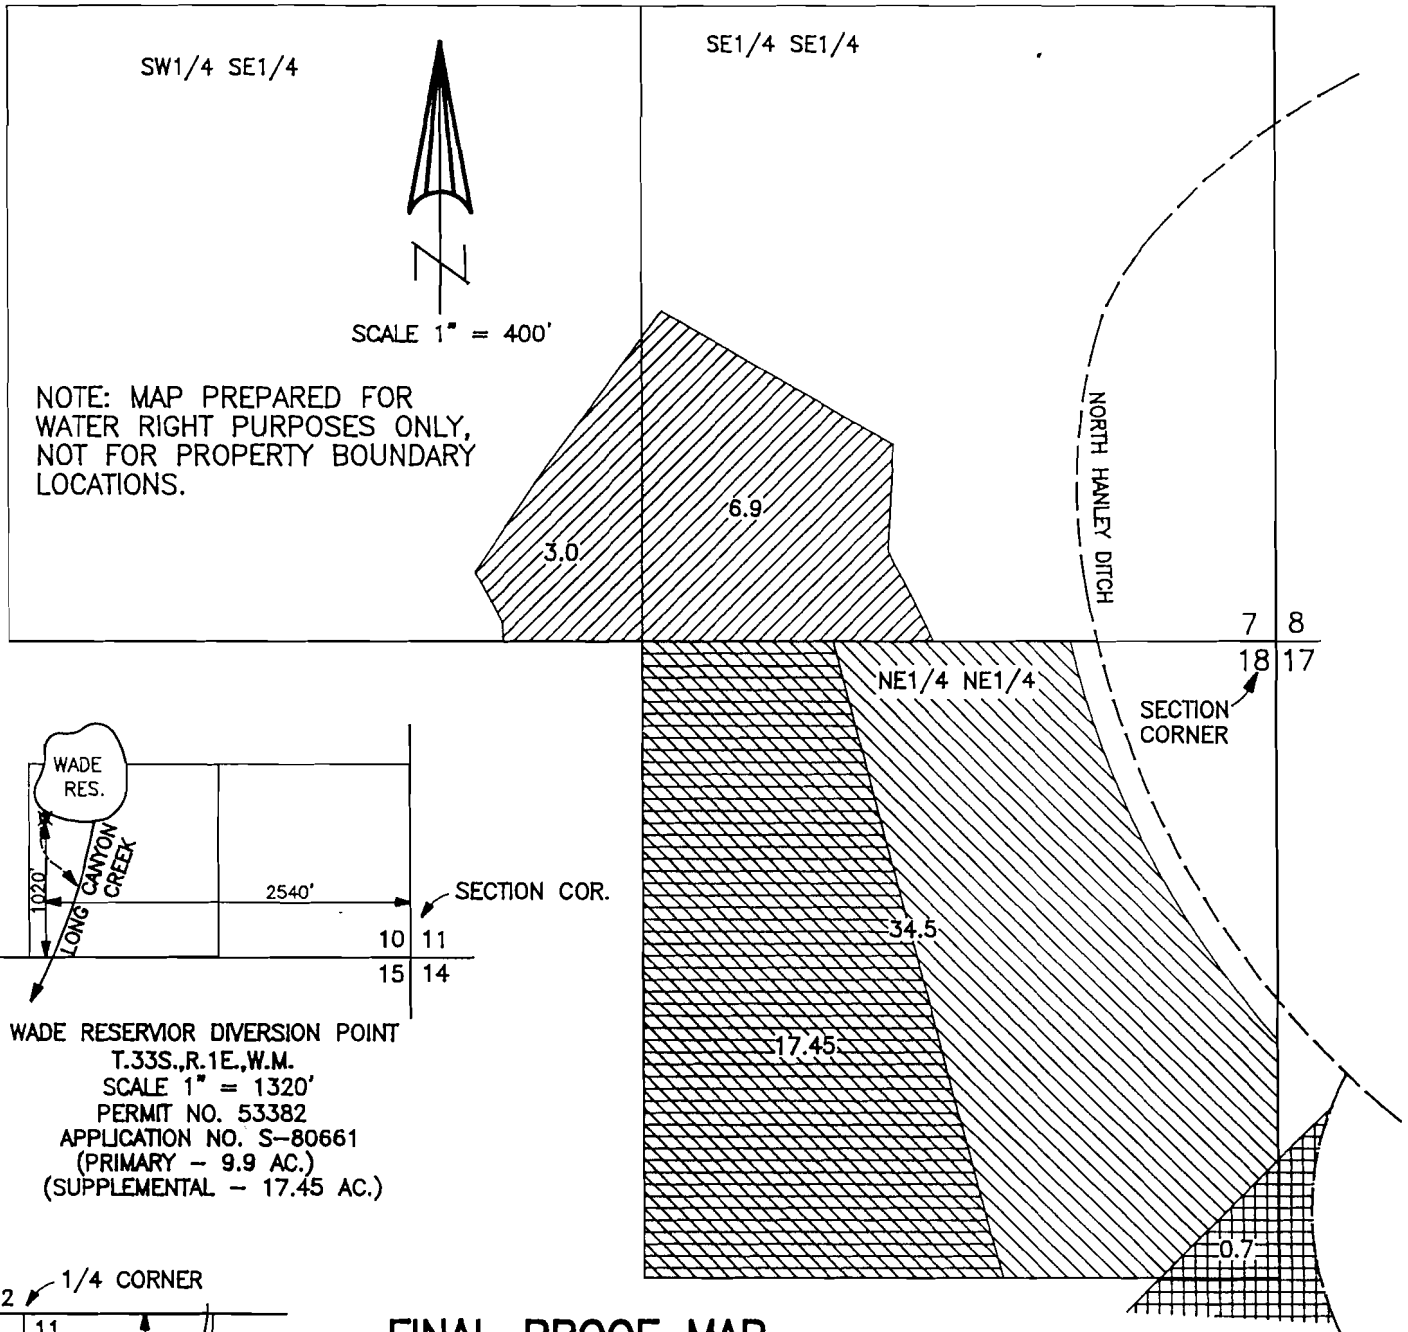 SW1/4 SE1/4
SE1/4 SE1/4
N
SCALE 1" = 400'
NOTE: MAP PREPARED FOR
WATER RIGHT PURPOSES ONLY,
NOT FOR PROPERTY BOUNDARY
LOCATIONS.
6.9
3.0
NORTH HANLEY DITCH
7 8
18 17
NE1/4 NE1/4
SECTION
CORNER
WADE
RES.
LONG CANYON
CREEK
1020'
2540'
SECTION COR.
10 11
15 14
34.5
17.45
WADE RESERVIOR DIVERSION POINT
T.33S.,R.1E.,W.M.
SCALE 1" = 1320'
PERMIT NO. 53382
APPLICATION NO. S-80661
(PRIMARY - 9.9 AC.)
(SUPPLEMENTAL - 17.45 AC.)
0.7
1/4 CORNER
2
11
FINAL PROOF MAP